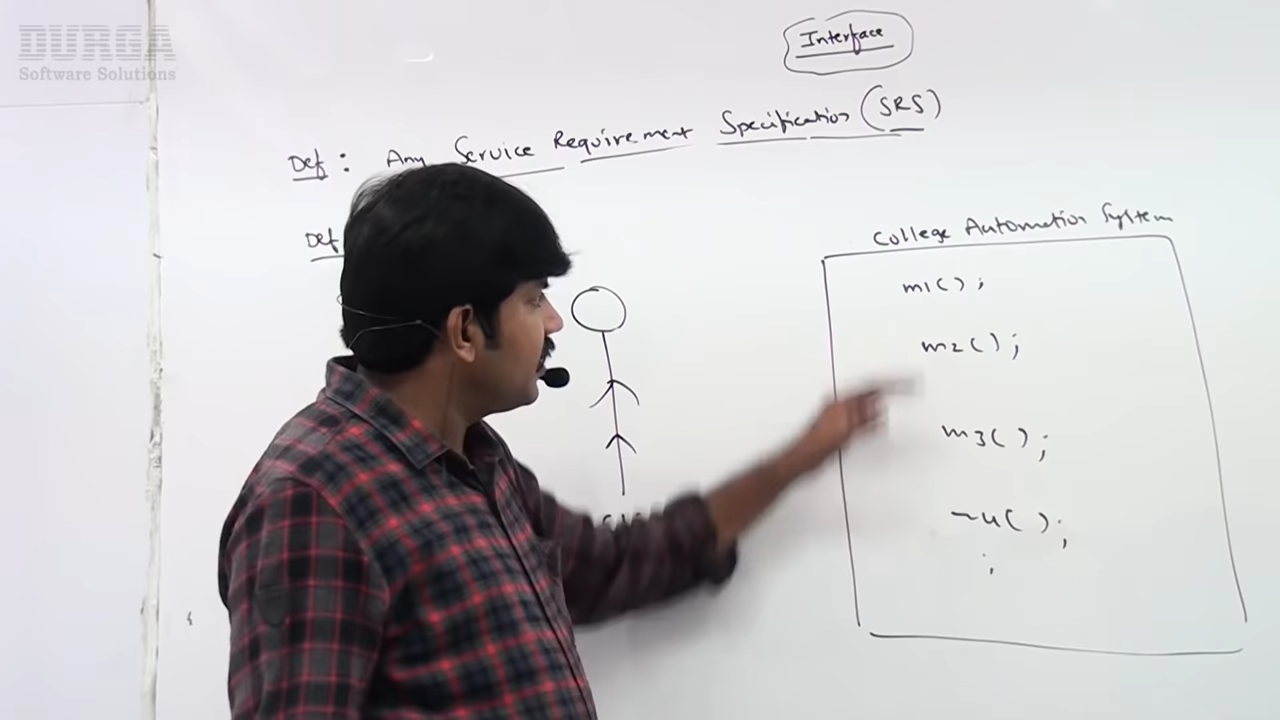 DURGA
Software Solutions
Interface
Def : Any Service Requirement Specification (SRS)
Def
College Automation System
m1( ) ;
m2( ) ;
m3( ) ;
m4( ) ;
;